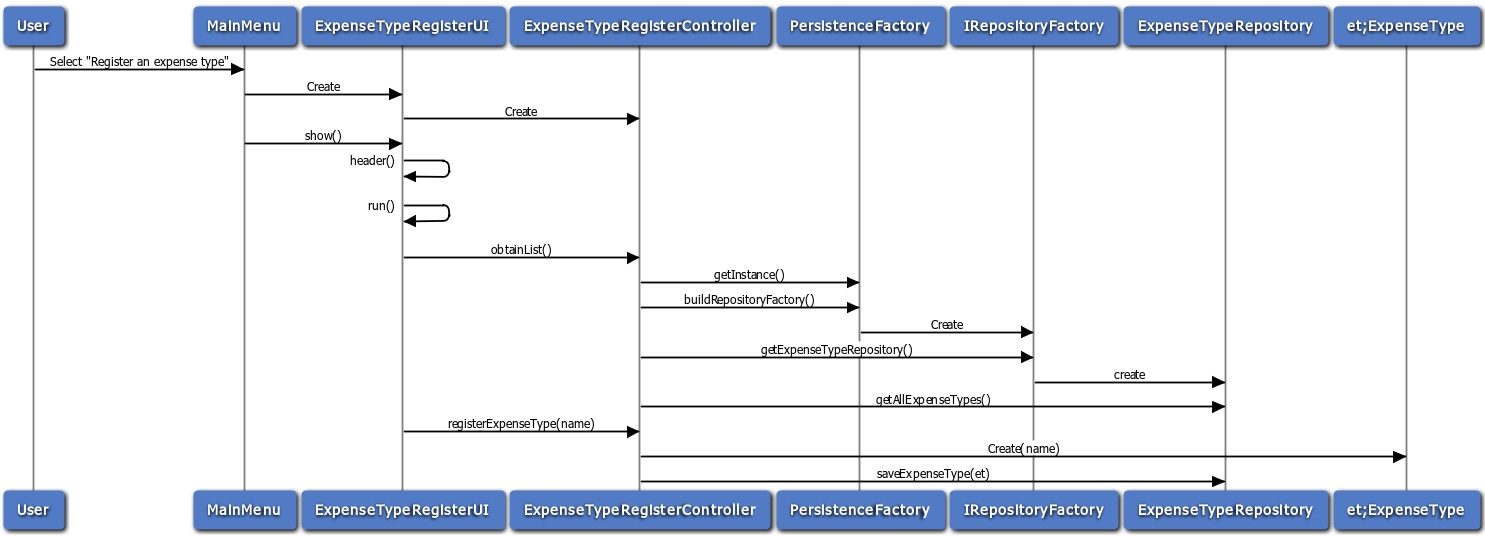 User
MainMenu
ExpenseTypeRegisterUI
ExpenseTypeRegisterController
PersistenceFactory
IRepositoryFactory
ExpenseTypeRepository
et;ExpenseType
Select "Register an expense type"
Create
Create
show()
header()
run()
obtainList()
getInstance()
buildRepositoryFactory()
Create
getExpenseTypeRepository()
create
getAllExpenseTypes()
registerExpenseType(name)
Create(name)
saveExpenseType(et)
User
MainMenu
ExpenseTypeRegisterUI
ExpenseTypeRegisterController
PersistenceFactory
IRepositoryFactory
ExpenseTypeRepository
et;ExpenseType